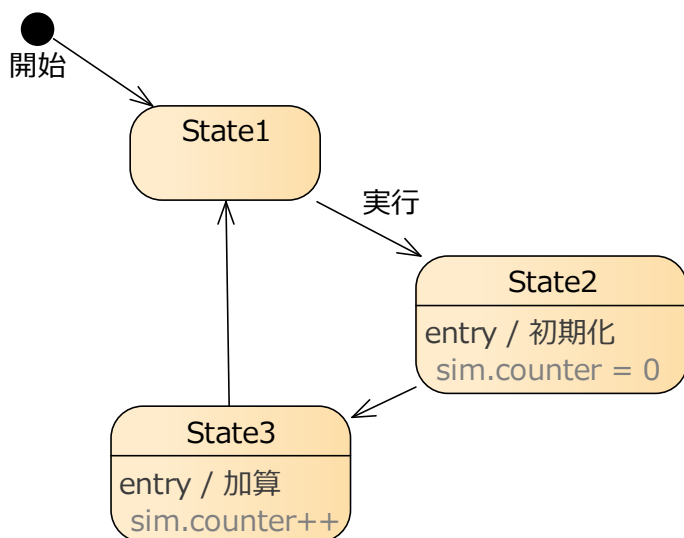 開始
State1
実行
State2
entry / 初期化
sim.counter = 0
State3
entry / 加算
sim.counter++